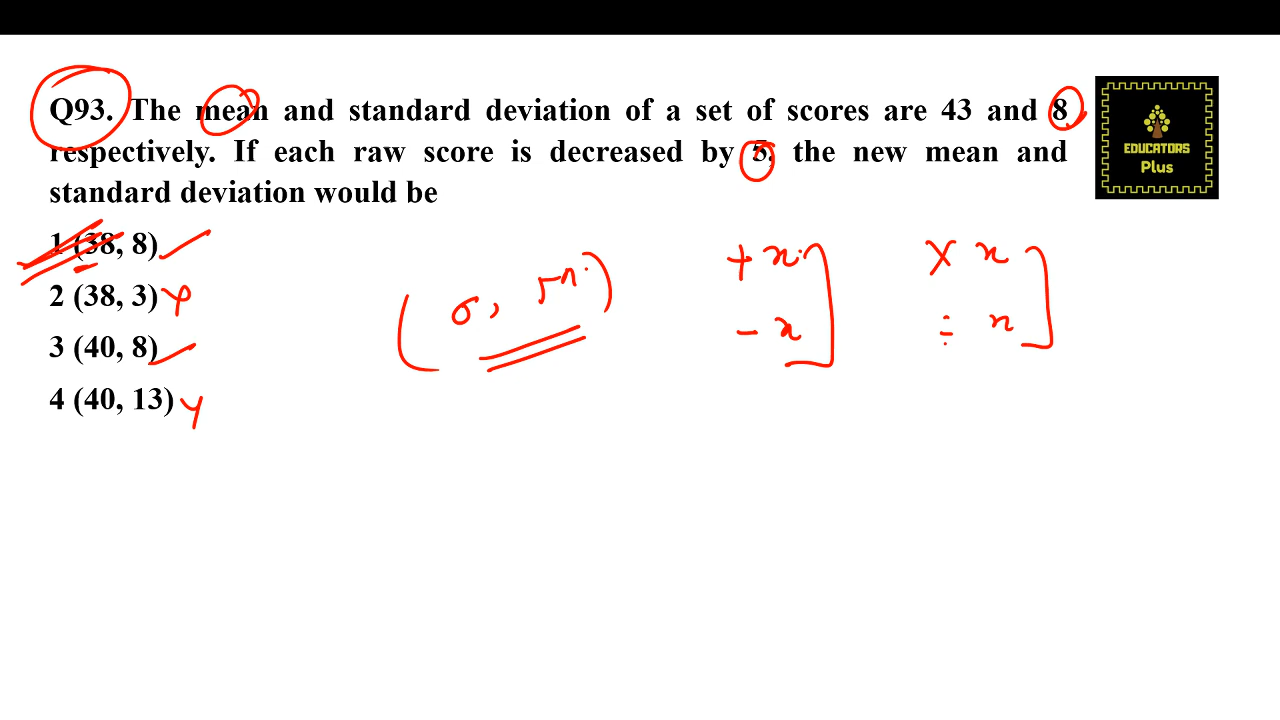 Q93. The mean and standard deviation of a set of scores are 43 and 8
respectively. If each raw score is decreased by 5, the new mean and
standard deviation would be
1 (38, 8)
2 (38, 3)
3 (40, 8)
4 (40, 13)
+ x
- x
× x
÷ x
EDUCATORS
Plus